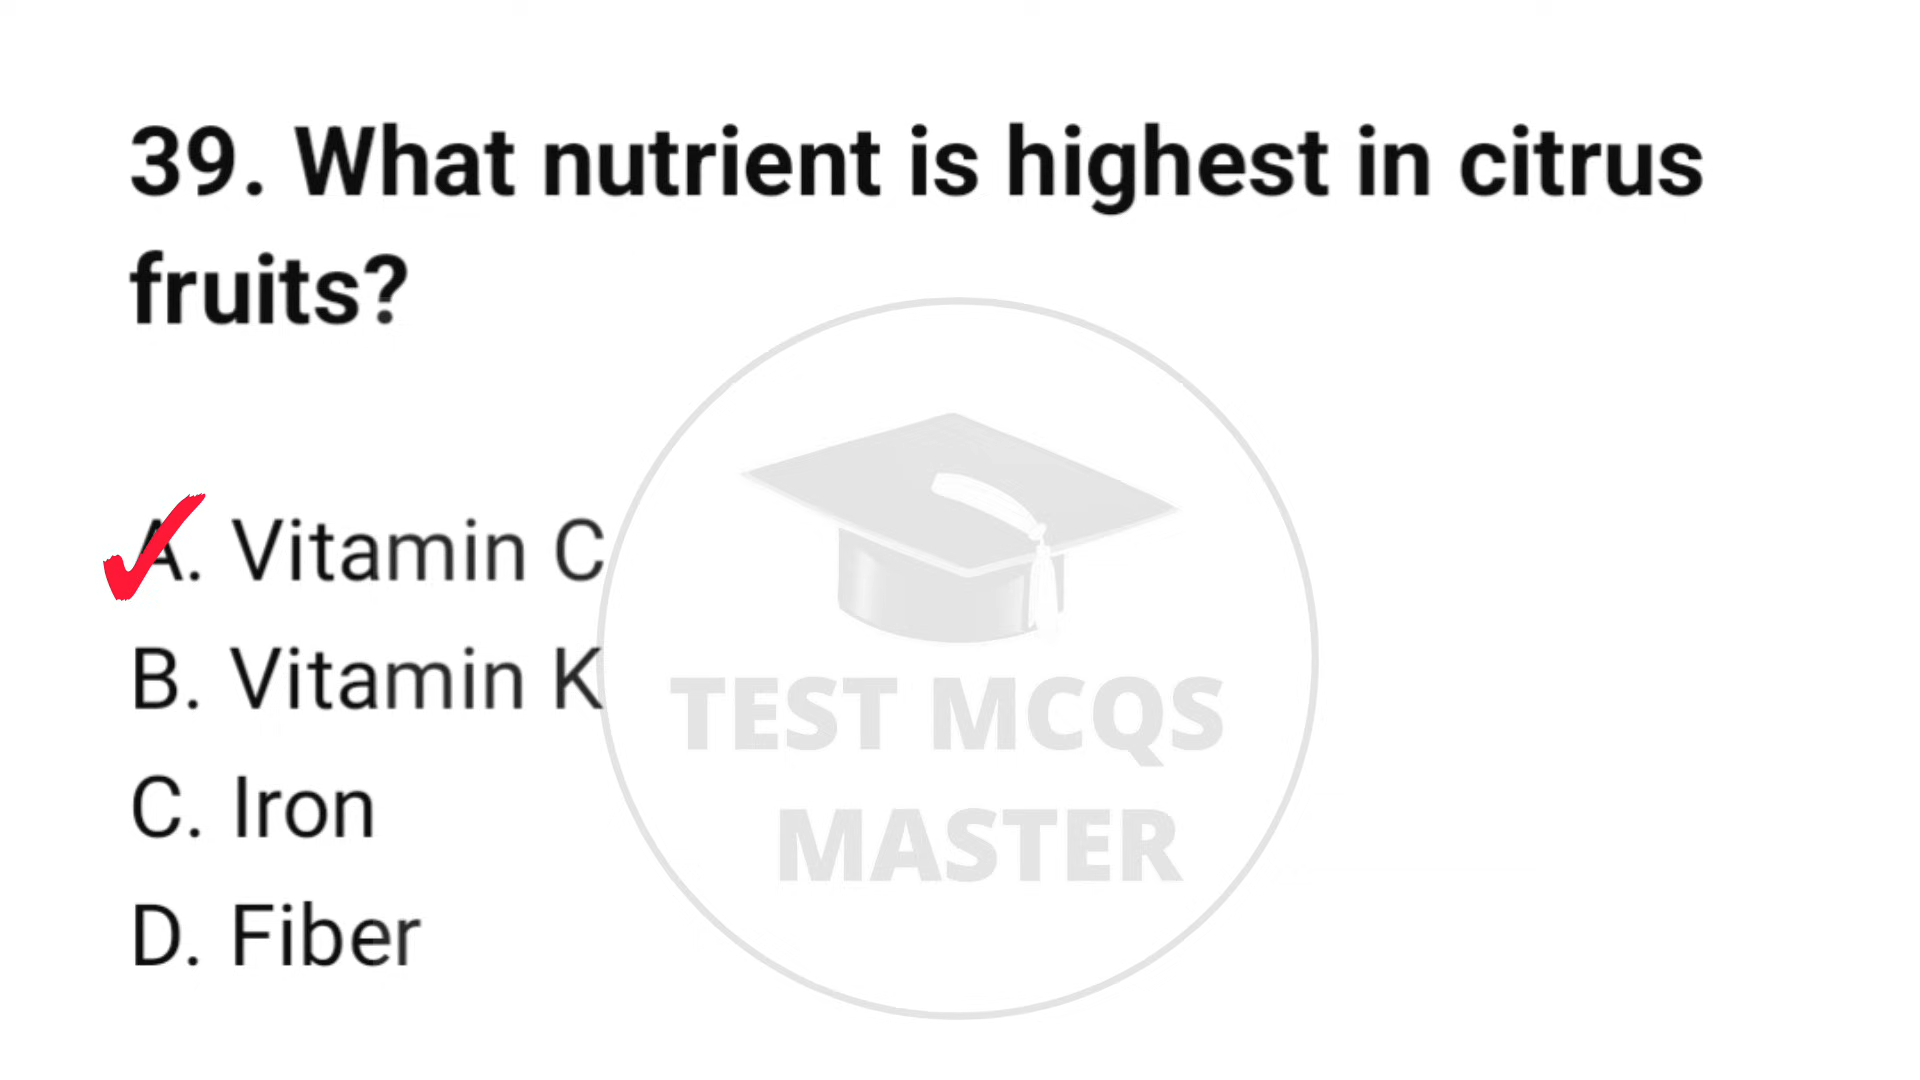 39. What nutrient is highest in citrus
fruits?
A. Vitamin C
B. Vitamin K
C. Iron
D. Fiber
TEST MCQS
MASTER